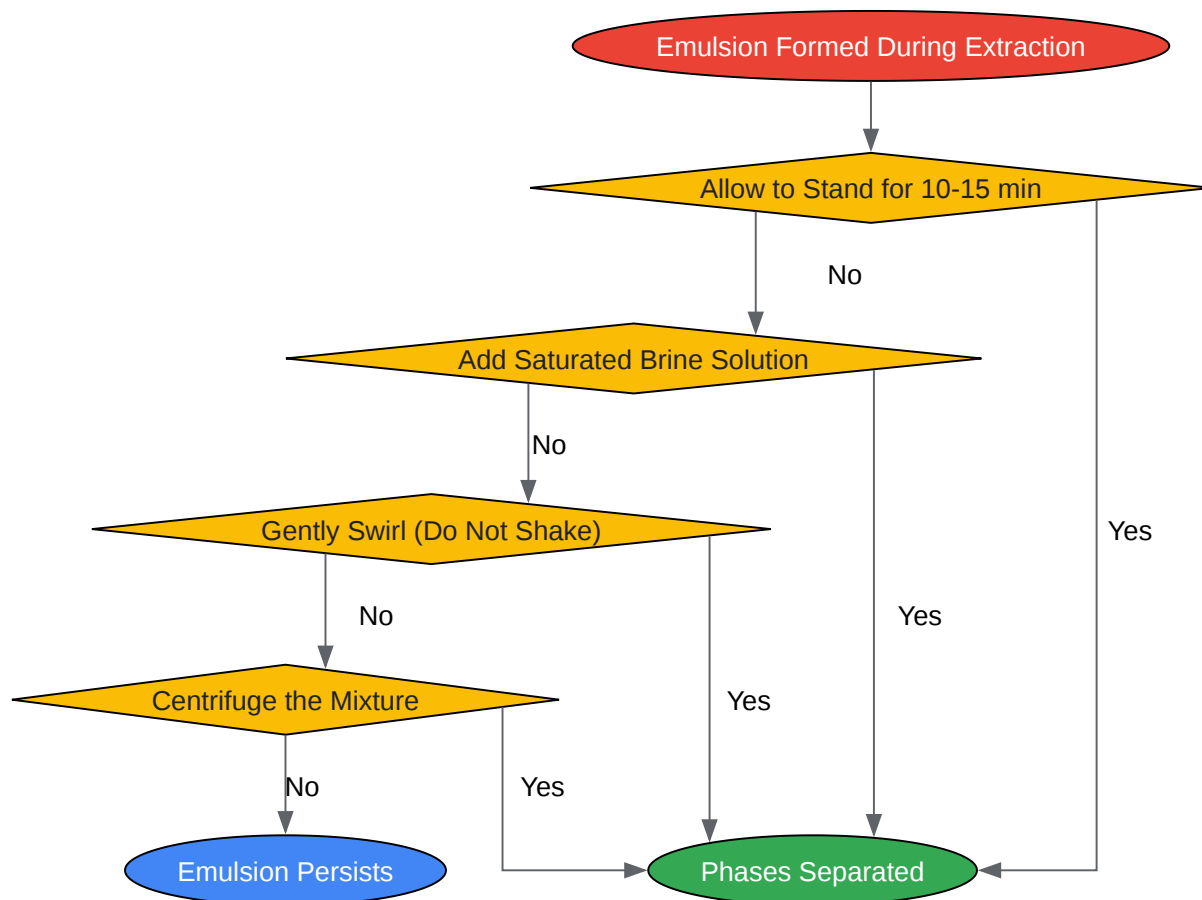 Emulsion Formed During Extraction
Allow to Stand for 10-15 min
No
Add Saturated Brine Solution
No
Gently Swirl (Do Not Shake)
Yes
No
Yes
Centrifuge the Mixture
Yes
No
Yes
Emulsion Persists
Phases Separated